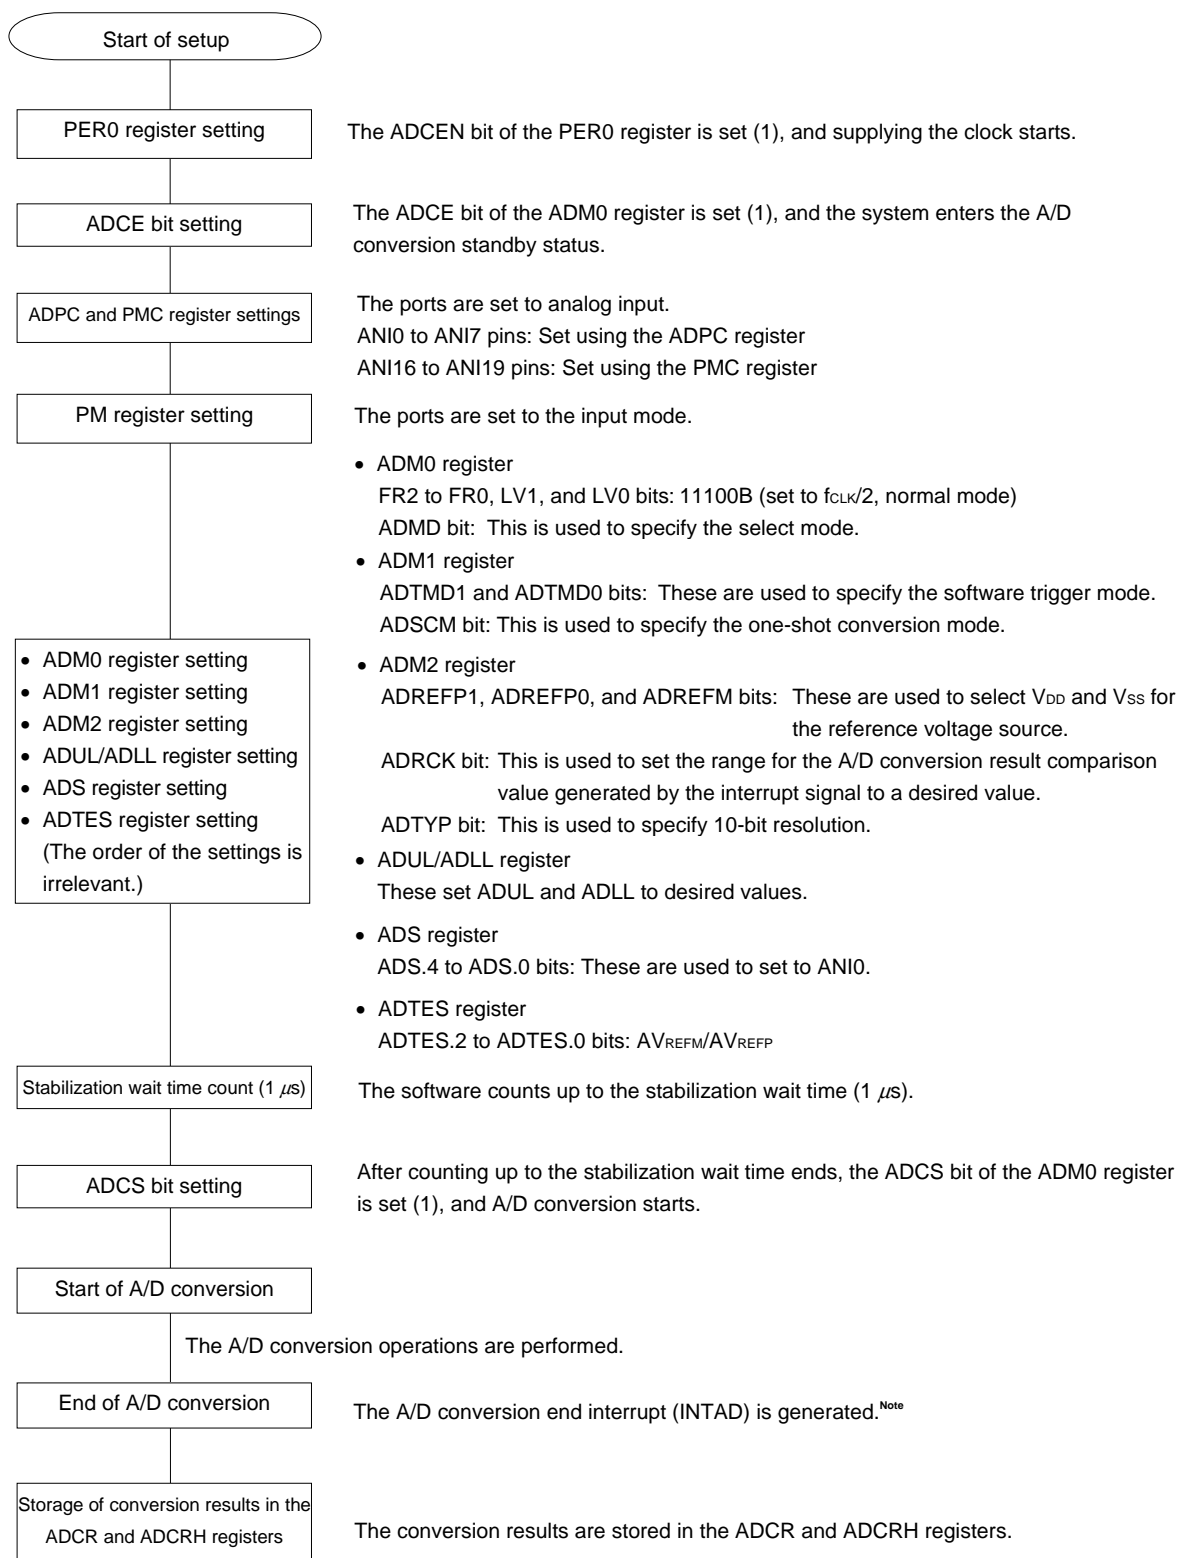 Start of setup
PER0 register setting
The ADCEN bit of the PER0 register is set (1), and supplying the clock starts.
ADCE bit setting
The ADCE bit of the ADM0 register is set (1), and the system enters the A/D
conversion standby status.
ADPC and PMC register settings
The ports are set to analog input.
ANI0 to ANI7 pins: Set using the ADPC register
ANI16 to ANI19 pins: Set using the PMC register
PM register setting
The ports are set to the input mode.
• ADM0 register
FR2 to FR0, LV1, and LV0 bits: 11100B (set to fCLK/2, normal mode)
ADMD bit: This is used to specify the select mode.
• ADM1 register
ADTMD1 and ADTMD0 bits: These are used to specify the software trigger mode.
ADSCM bit: This is used to specify the one-shot conversion mode.
• ADM0 register setting
• ADM1 register setting
• ADM2 register setting
• ADUL/ADLL register setting
• ADS register setting
• ADTES register setting
(The order of the settings is
irrelevant.)
• ADM2 register
ADREFP1, ADREFP0, and ADREFM bits: These are used to select VDD and VSS for
the reference voltage source.
ADRCK bit: This is used to set the range for the A/D conversion result comparison
value generated by the interrupt signal to a desired value.
ADTYP bit: This is used to specify 10-bit resolution.
• ADUL/ADLL register
These set ADUL and ADLL to desired values.
• ADS register
ADS.4 to ADS.0 bits: These are used to set to ANI0.
• ADTES register
ADTES.2 to ADTES.0 bits: AVREFM/AVREFP
Stabilization wait time count (1 μs)
The software counts up to the stabilization wait time (1 μs).
ADCS bit setting
After counting up to the stabilization wait time ends, the ADCS bit of the ADM0 register
is set (1), and A/D conversion starts.
Start of A/D conversion
The A/D conversion operations are performed.
End of A/D conversion
The A/D conversion end interrupt (INTAD) is generated.Note
Storage of conversion results in the
ADCR and ADCRH registers
The conversion results are stored in the ADCR and ADCRH registers.